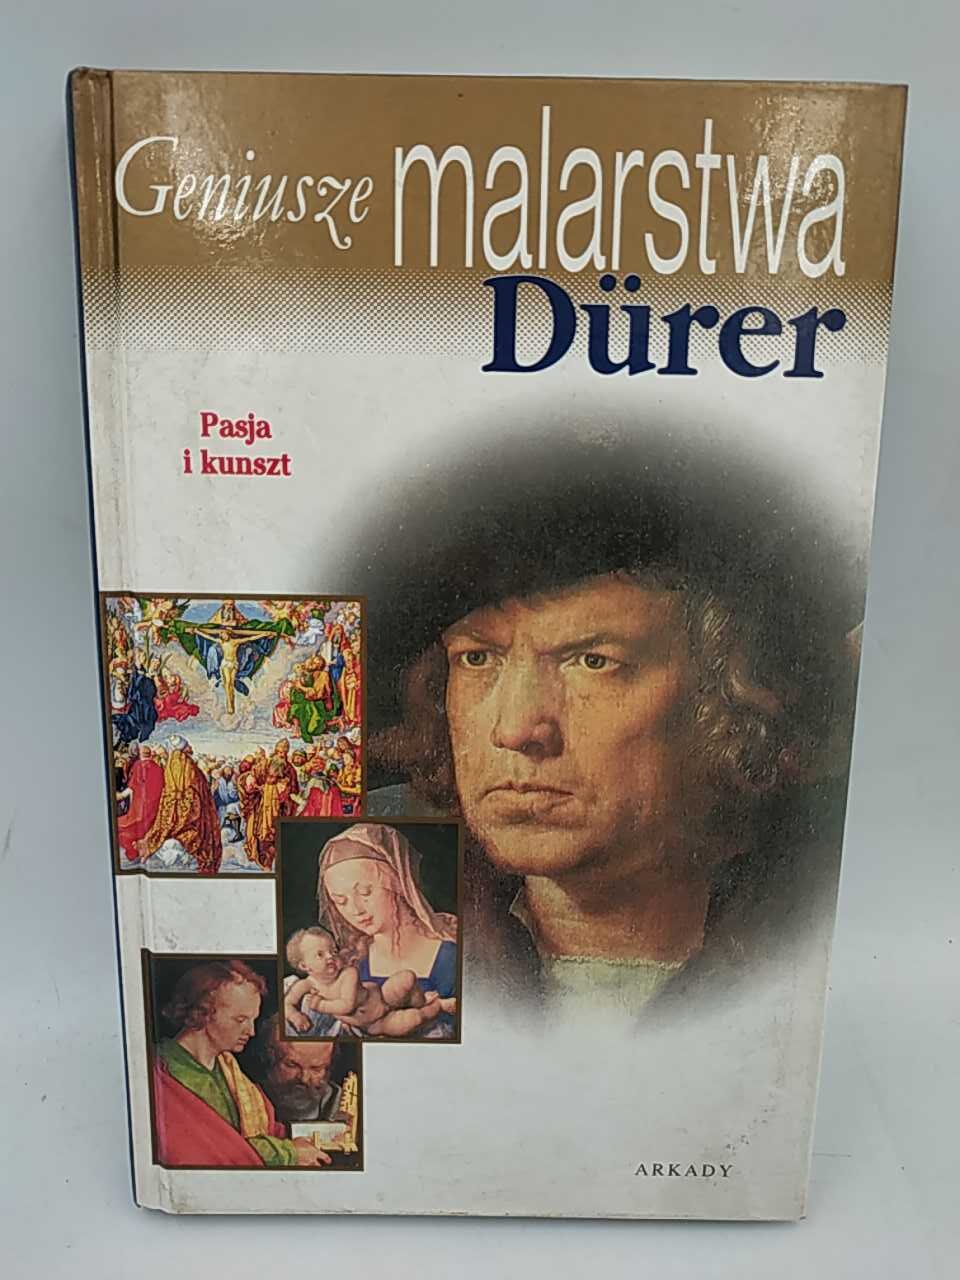 Geniusze malarstwa
Dürer
Pasja
i kunszt
ARKADY